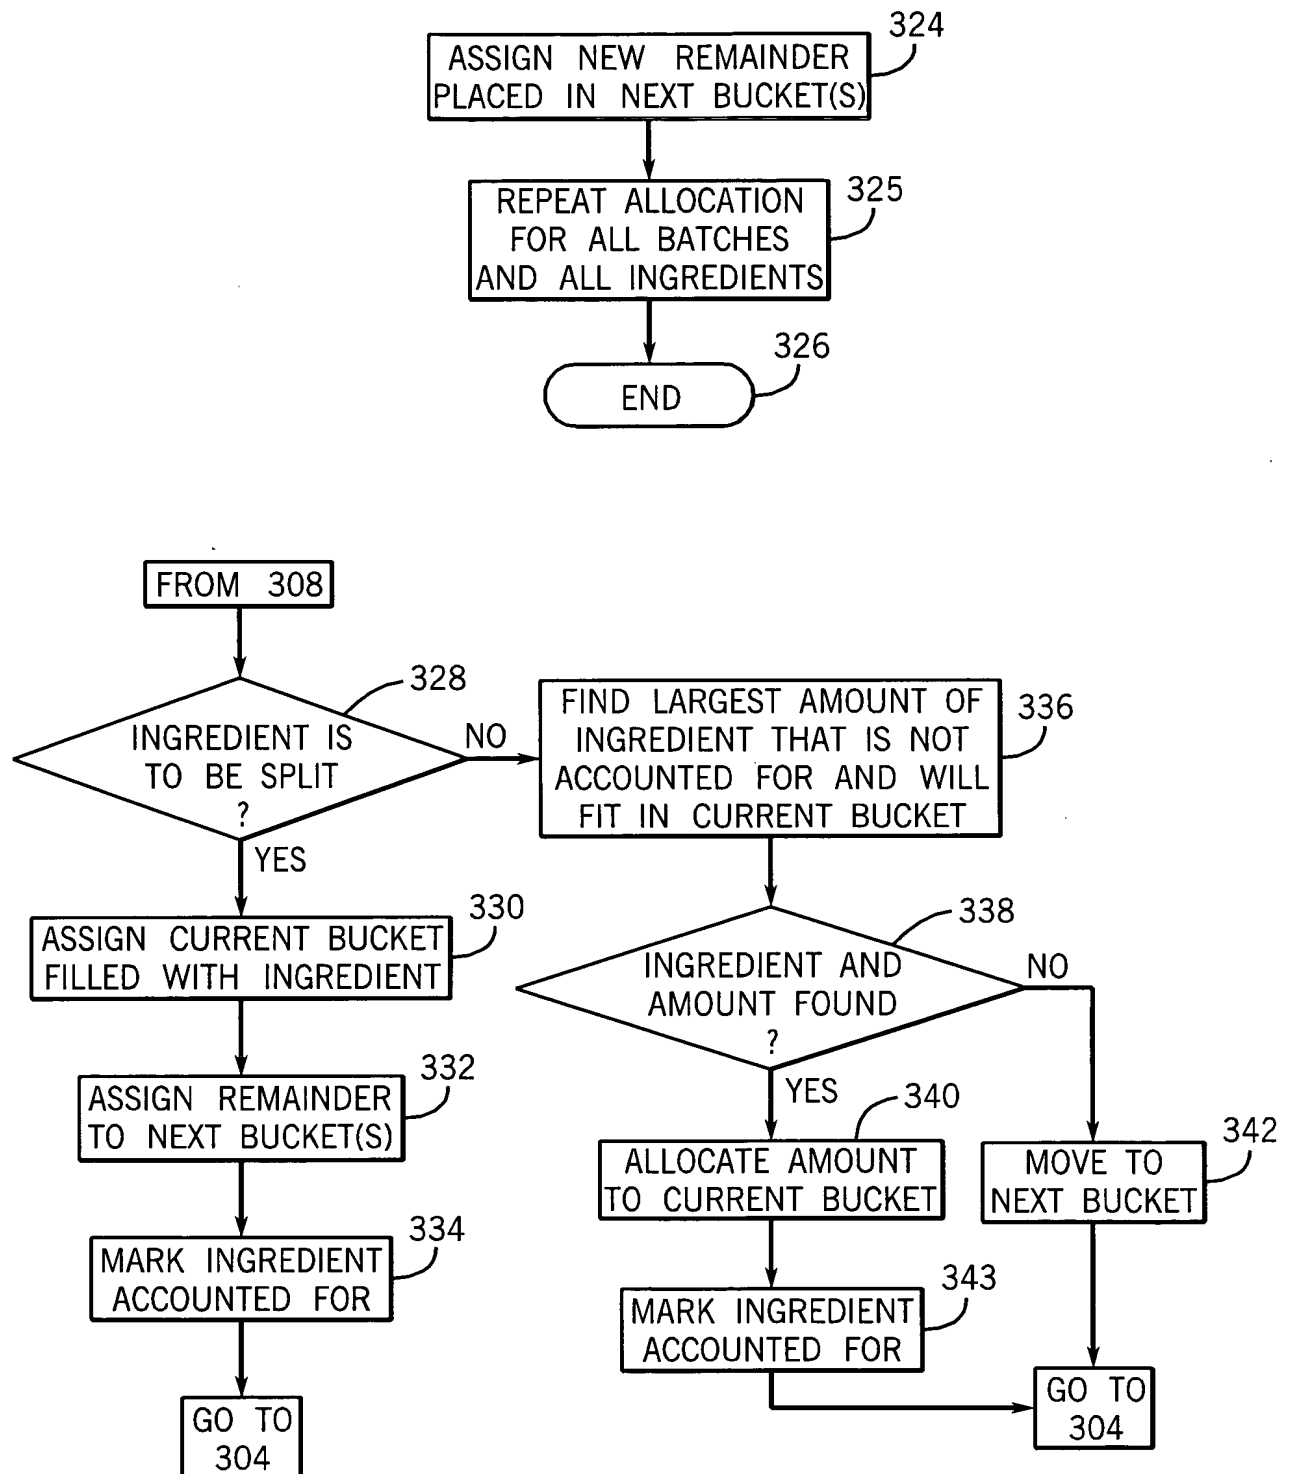 324
ASSIGN NEW REMAINDER
PLACED IN NEXT BUCKET(S)
325
REPEAT ALLOCATION
FOR ALL BATCHES
AND ALL INGREDIENTS
326
END
FROM 308
328
INGREDIENT IS
TO BE SPLIT
?
NO
YES
336
FIND LARGEST AMOUNT OF
INGREDIENT THAT IS NOT
ACCOUNTED FOR AND WILL
FIT IN CURRENT BUCKET
330
ASSIGN CURRENT BUCKET
FILLED WITH INGREDIENT
338
INGREDIENT AND
AMOUNT FOUND
?
NO
YES
332
ASSIGN REMAINDER
TO NEXT BUCKET(S)
340
ALLOCATE AMOUNT
TO CURRENT BUCKET
342
MOVE TO
NEXT BUCKET
334
MARK INGREDIENT
ACCOUNTED FOR
343
MARK INGREDIENT
ACCOUNTED FOR
GO TO
304
GO TO
304